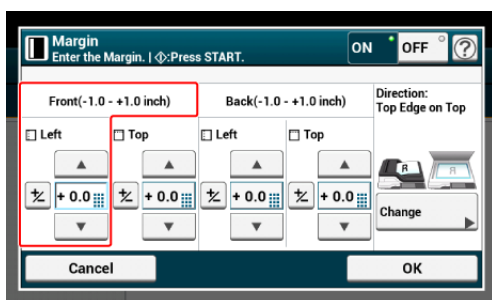 Margin
Enter the Margin. | :Press START.
ON
OFF
?
Front(-1.0 - +1.0 inch)
Back(-1.0 - +1.0 inch)
Direction:
Top Edge on Top
Left
Top
Left
Top
R
R
+ 0.0
+ 0.0
+ 0.0
+ 0.0
Change
Cancel
OK